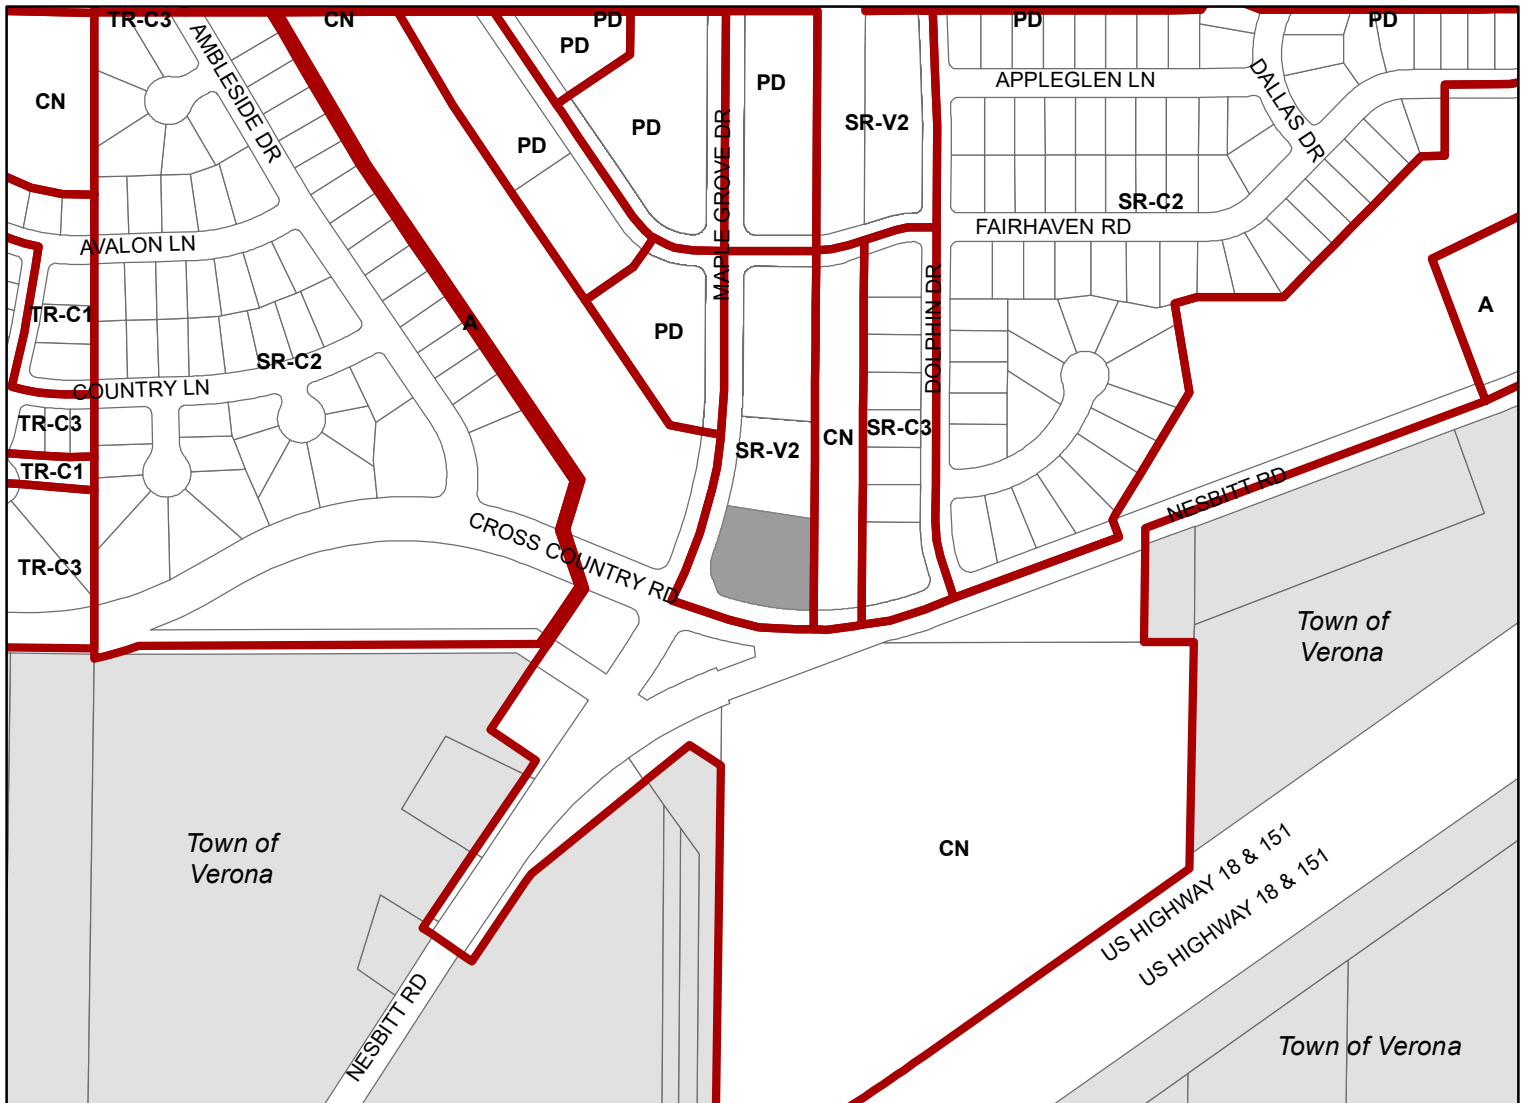 TR-C3
CN
PD
PD
PD
PD
AMBLESIDE DR
CN
PD
PD
PD
MAPLE GROVE DR
SR-V2
APPLEGLEN LN
DALLAS DR
SR-C2
FAIRHAVEN RD
AVALON LN
TR-C1
A
PD
DOLPHIN DR
A
SR-C2
COUNTRY LN
TR-C3
TR-C1
SR-V2
CN
SR-C3
NESBITT RD
CROSS COUNTRY RD
TR-C3
Town of
Verona
Town of
Verona
CN
US HIGHWAY 18 & 151
US HIGHWAY 18 & 151
NESBITT RD
Town of Verona